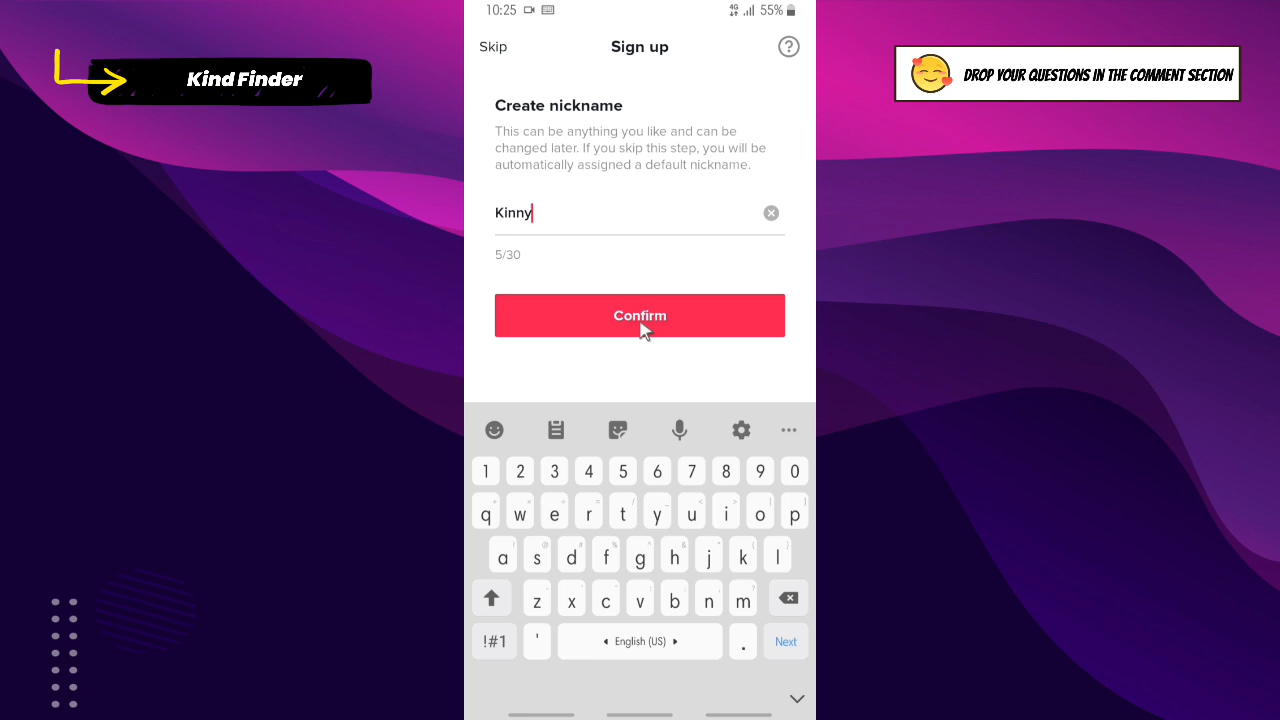 10:25 4G 55%
Skip Sign up ?
Kind Finder
DROP YOUR QUESTIONS IN THE COMMENT SECTION
Create nickname
This can be anything you like and can be
changed later. If you skip this step, you will be
automatically assigned a default nickname.
Kinny
5/30
Confirm
1 2 3 4 5 6 7 8 9 0
q w e r t y u i o p
a s d f g h j k l
z x c v b n m
!#1 ' English (US) . Next